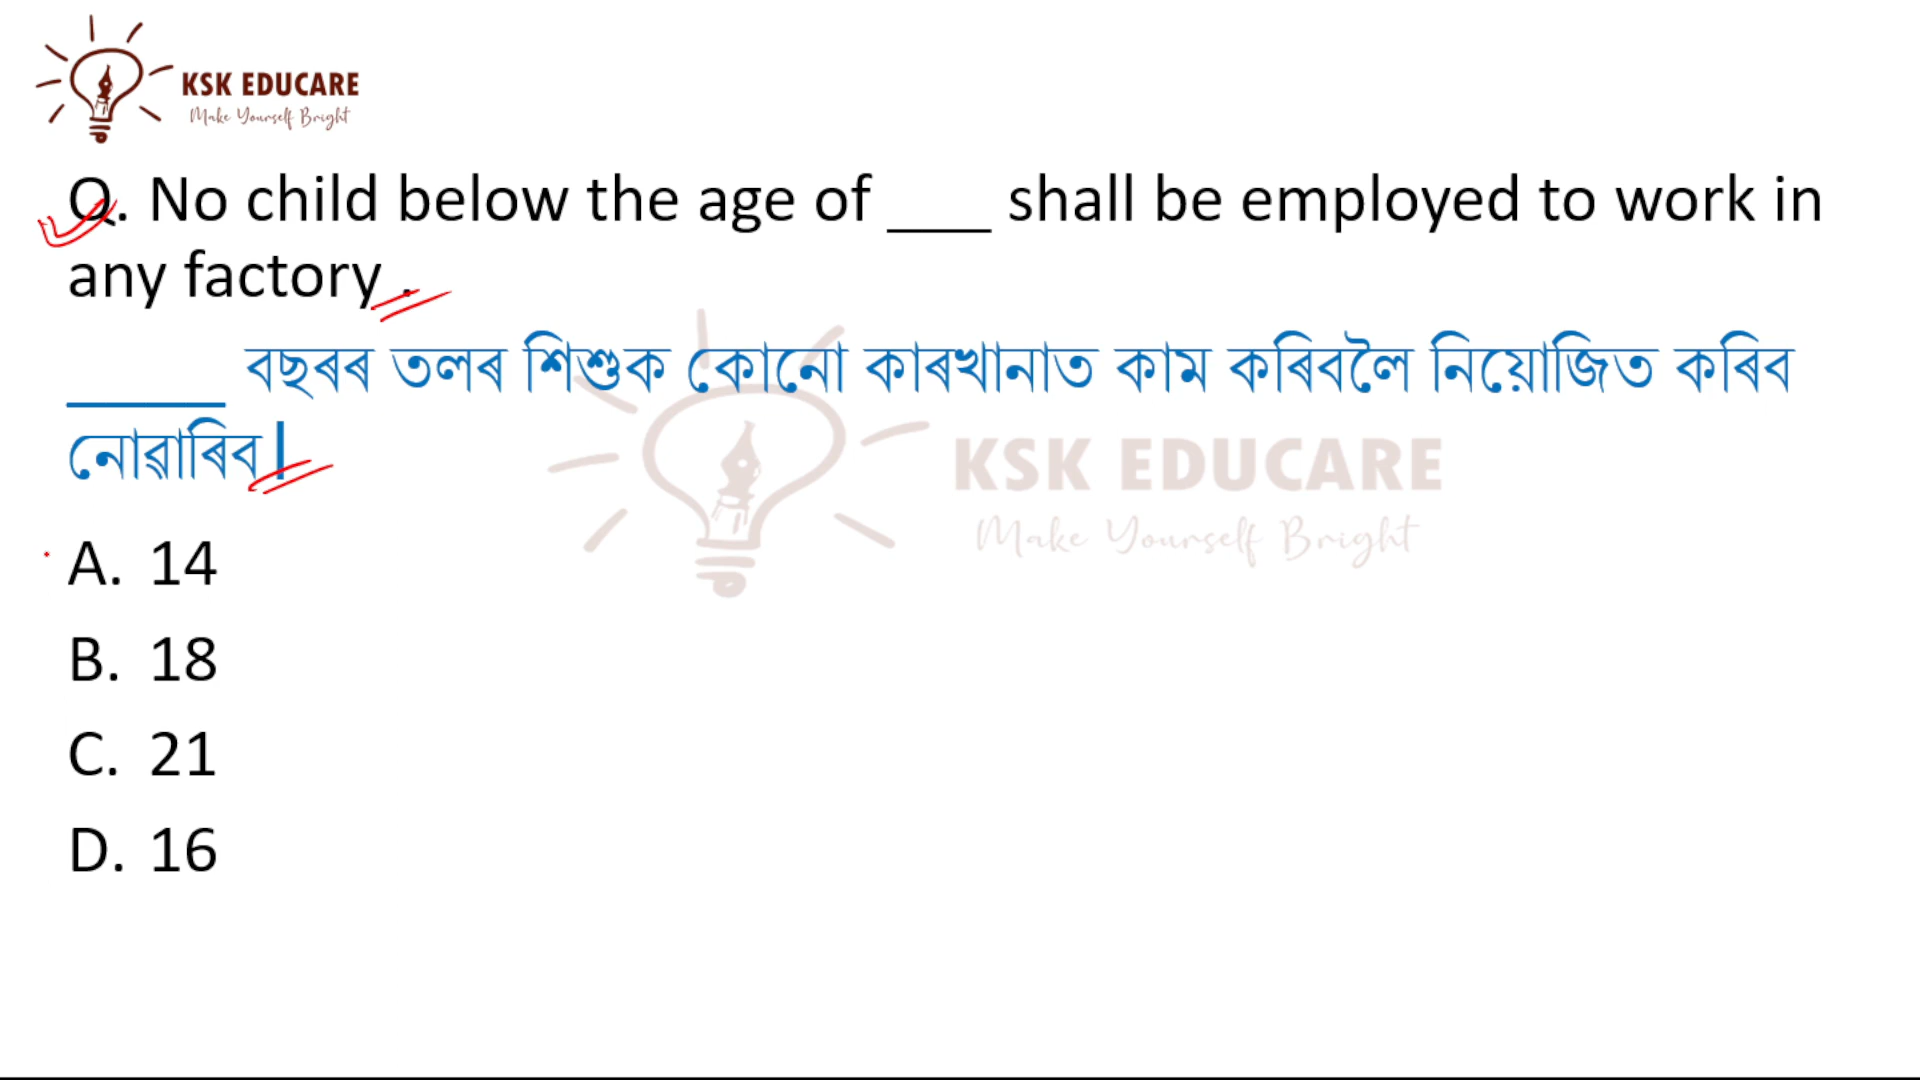 KSK EDUCARE
Make Yourself Bright
Q. No child below the age of ___ shall be employed to work in
any factory .
_____ বছৰৰ তলৰ শিশুক কোনো কাৰখানাত কাম কৰিবলৈ নিয়োজিত কৰিব
নোৱাৰিব|
KSK EDUCARE
Make Yourself Bright
A. 14
B. 18
C. 21
D. 16